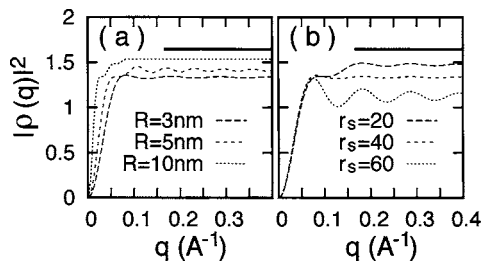 (a)
(b)
|ρ(q)|²
2
1.5
1
0.5
0
R=3nm
R=5nm
R=10nm
rs=20
rs=40
rs=60
0 0.1 0.2 0.3
0 0.1 0.2 0.3 0.4
q (A⁻¹)
q (A⁻¹)